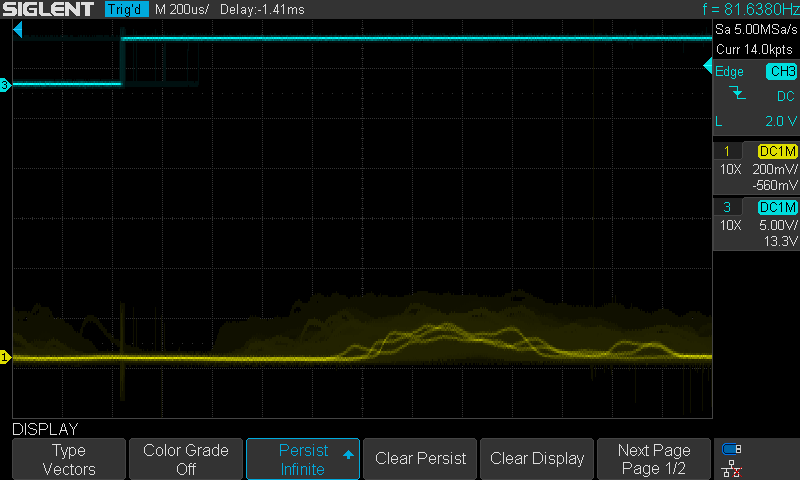 SIGLENT Trig'd M 200us/ Delay:-1.41ms f = 81.6380Hz
Sa 5.00MSa/s
Curr 14.0kpts
Edge CH3
DC
L 2.0 V
1 DC1M
10X 200mV/
-560mV
3 DC1M
10X 5.00V/
13.3V
3
1
DISPLAY
Type
Vectors
Color Grade
Off
Persist
Infinite
Clear Persist
Clear Display
Next Page
Page 1/2